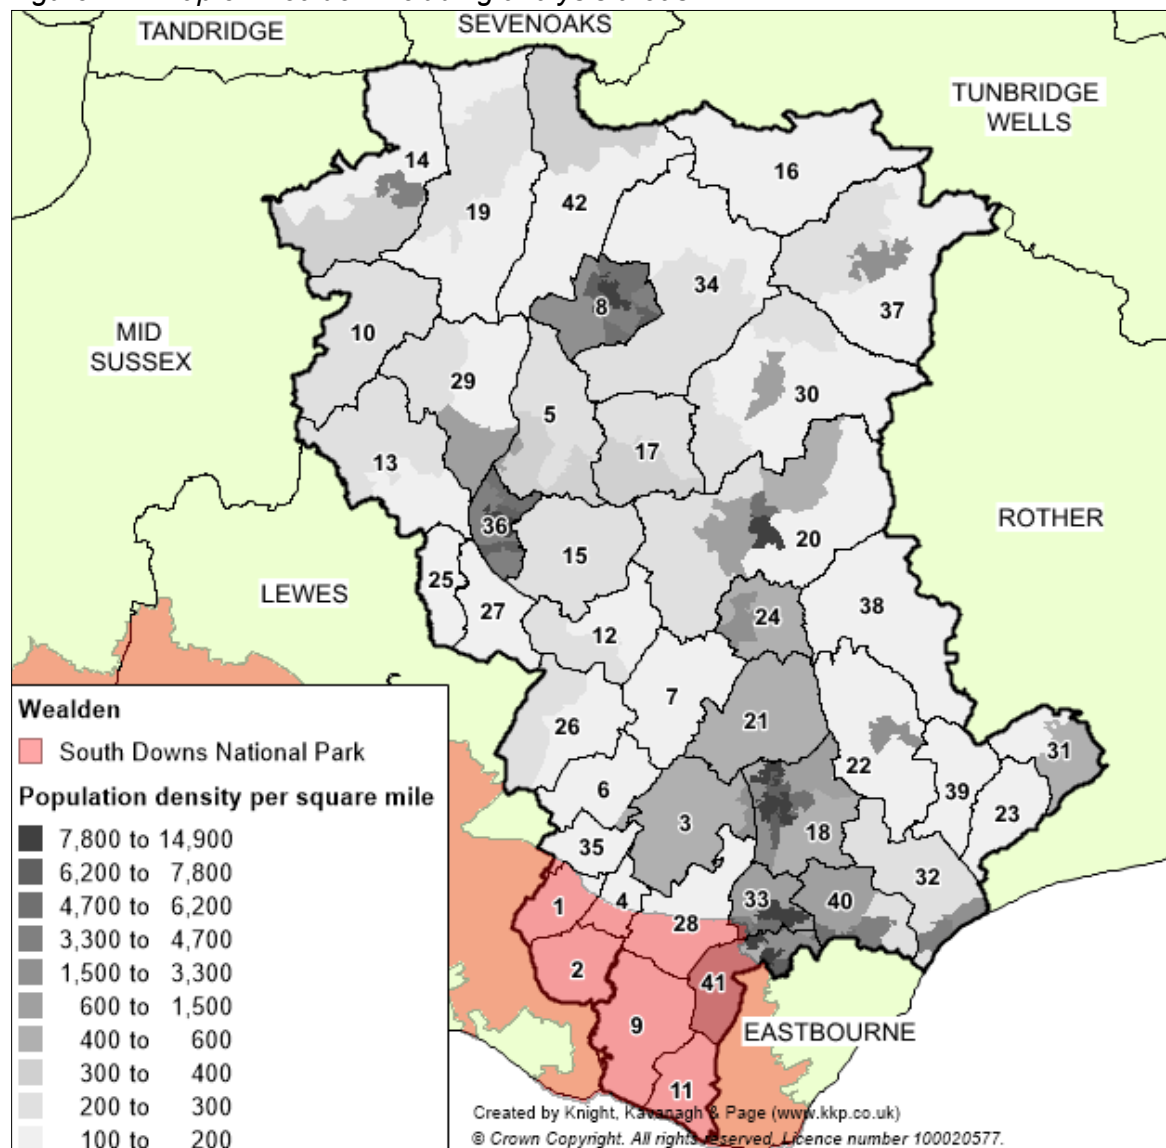 TANDRIDGE
SEVENOAKS
TUNBRIDGE
WELLS
14
16
42
19
34
8
37
10
MID
SUSSEX
29
30
5
17
13
36
20
ROTHER
15
25
LEWES
27
38
24
12
7
21
26
31
22
6
39
23
3
18
35
32
33
40
4
1
28
2
41
9
EASTBOURNE
11
Wealden
South Downs National Park
Population density per square mile
7,800 to 14,900
6,200 to 7,800
4,700 to 6,200
3,300 to 4,700
1,500 to 3,300
600 to 1,500
400 to 600
300 to 400
200 to 300
100 to 200
Created by Knight, Kavanagh & Page (www.kkp.co.uk)
© Crown Copyright. All rights reserved, Licence number 100020577.